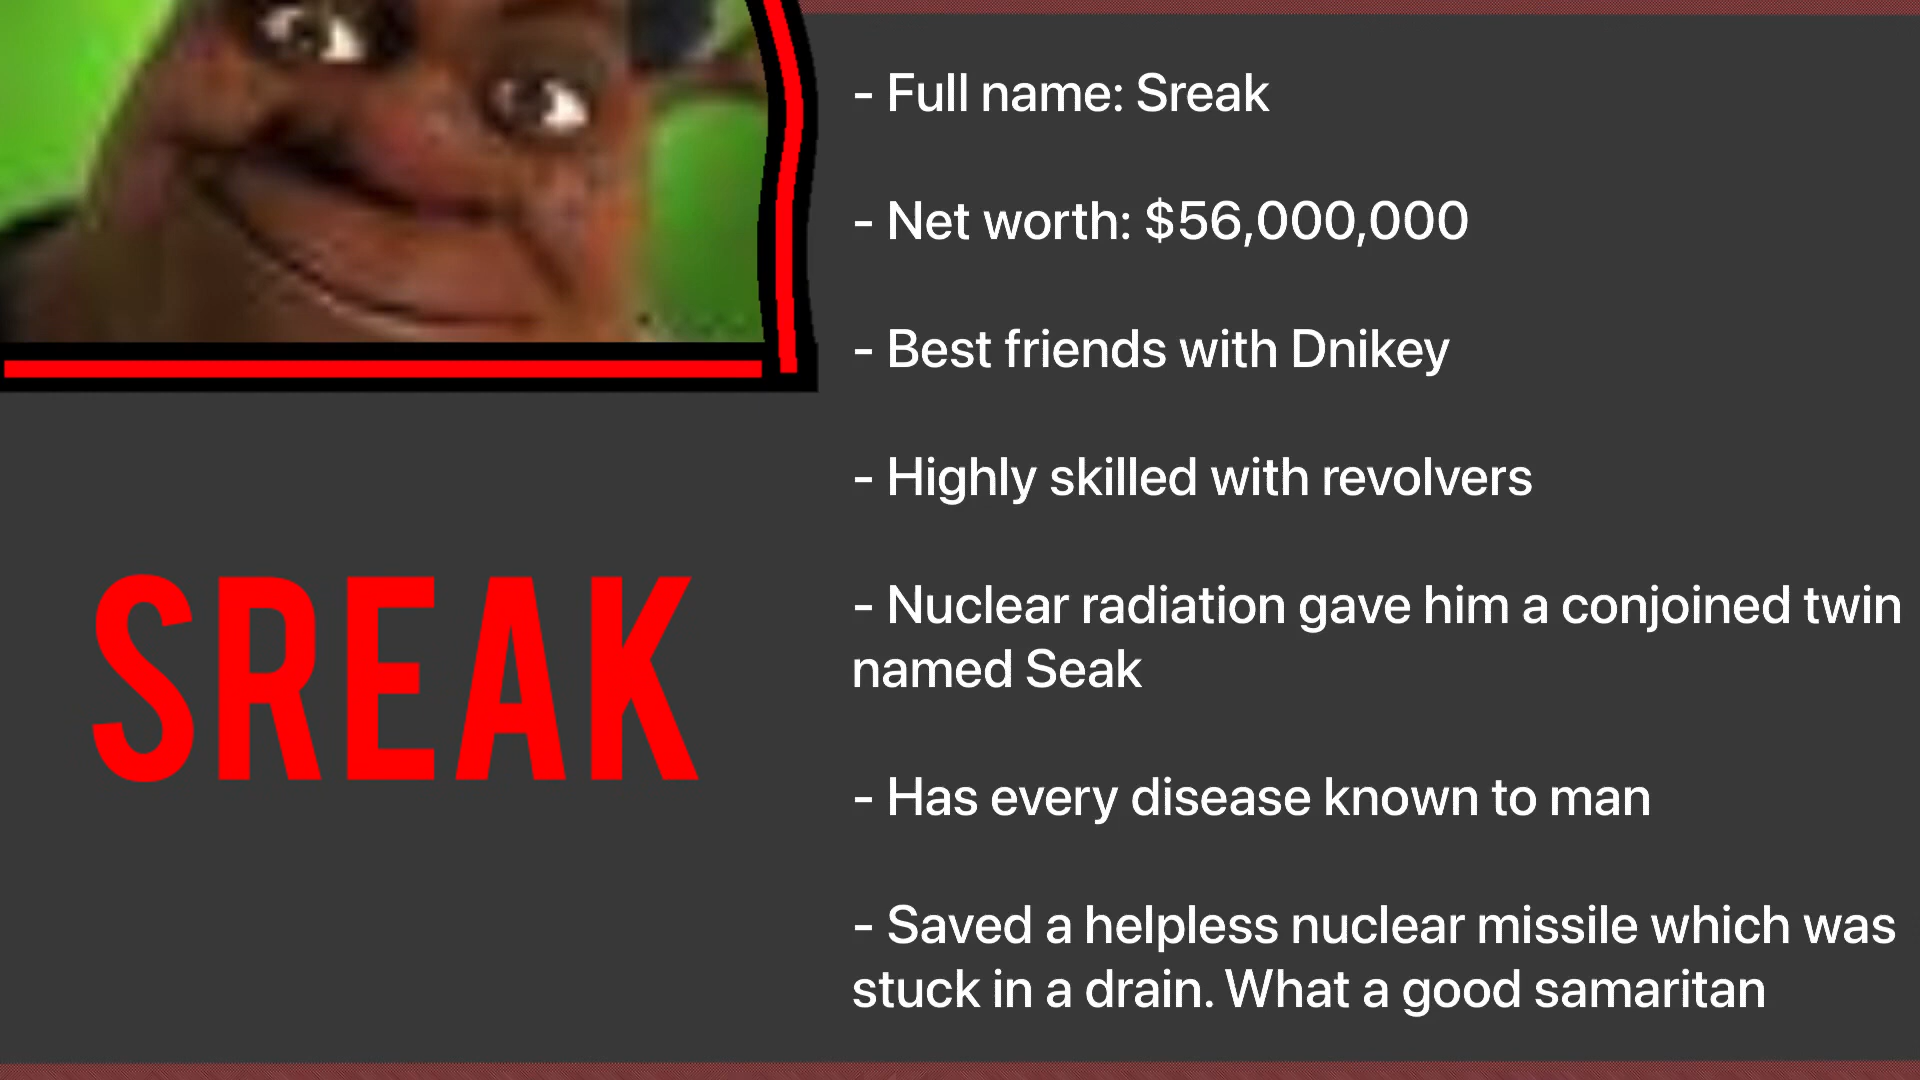 - Full name: Sreak
- Net worth: $56,000,000
- Best friends with Dnikey
- Highly skilled with revolvers
SREAK
- Nuclear radiation gave him a conjoined twin
named Seak
- Has every disease known to man
- Saved a helpless nuclear missile which was
stuck in a drain. What a good samaritan